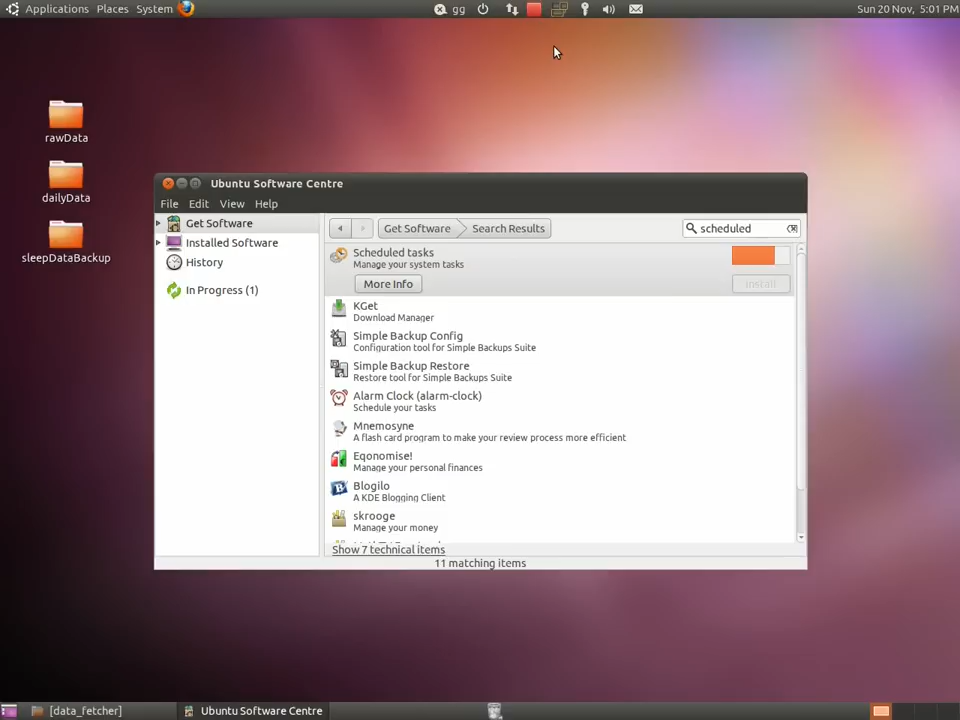 Applications Places System
gg
Sun 20 Nov, 5:01 PM
rawData
dailyData
sleepDataBackup
Ubuntu Software Centre
File Edit View Help
Get Software
Installed Software
History
In Progress (1)
Get Software Search Results
scheduled
Scheduled tasks
Manage your system tasks
More Info
Install
KGet
Download Manager
Simple Backup Config
Configuration tool for Simple Backups Suite
Simple Backup Restore
Restore tool for Simple Backups Suite
Alarm Clock (alarm-clock)
Schedule your tasks
Mnemosyne
A flash card program to make your review process more efficient
Eqonomise!
Manage your personal finances
Blogilo
A KDE Blogging Client
skrooge
Manage your money
Show 7 technical items
11 matching items
[data_fetcher]
Ubuntu Software Centre